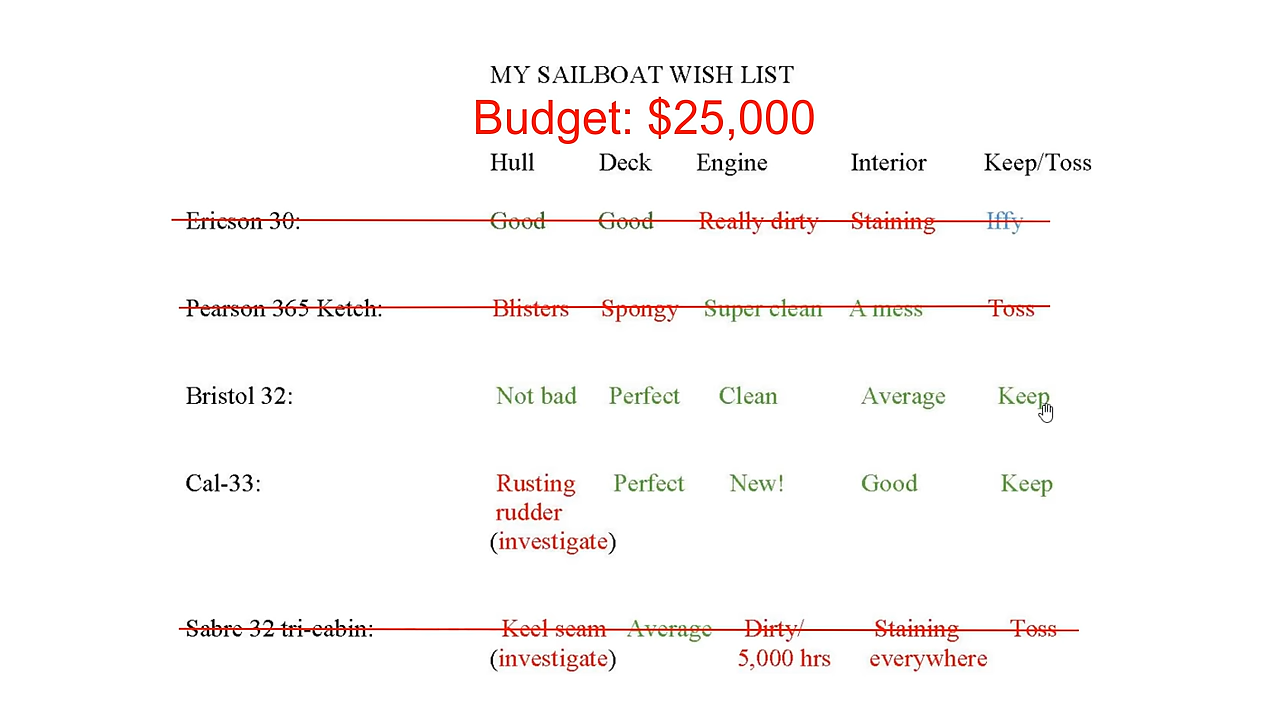 MY SAILBOAT WISH LIST
Budget: $25,000
Hull Deck Engine Interior Keep/Toss
Ericson 30: Good Good Really dirty Staining Iffy
Pearson 365 Ketch: Blisters Spongy Super clean A mess Toss
Bristol 32: Not bad Perfect Clean Average Keep
Cal-33: Rusting Perfect New! Good Keep
rudder
(investigate)
Sabre 32 tri-cabin: Keel seam Average Dirty/ Staining Toss
(investigate) 5,000 hrs everywhere